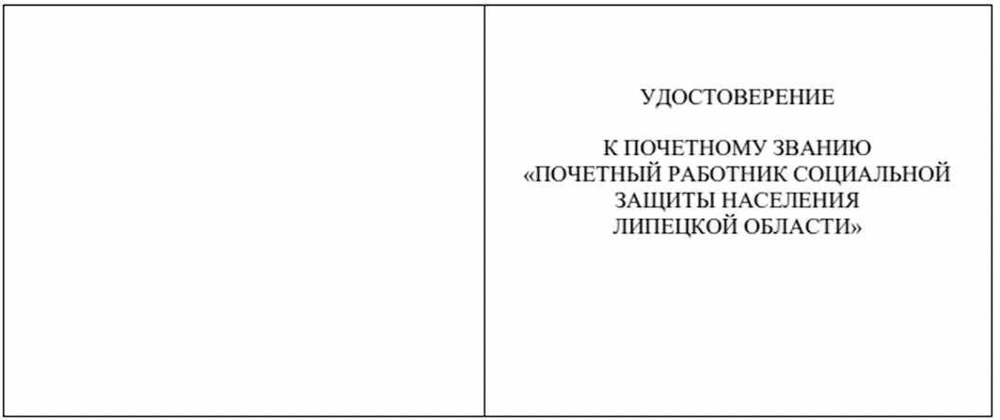 УДОСТОВЕРЕНИЕ
К ПОЧЕТНОМУ ЗВАНИЮ
«ПОЧЕТНЫЙ РАБОТНИК СОЦИАЛЬНОЙ
ЗАЩИТЫ НАСЕЛЕНИЯ
ЛИПЕЦКОЙ ОБЛАСТИ»